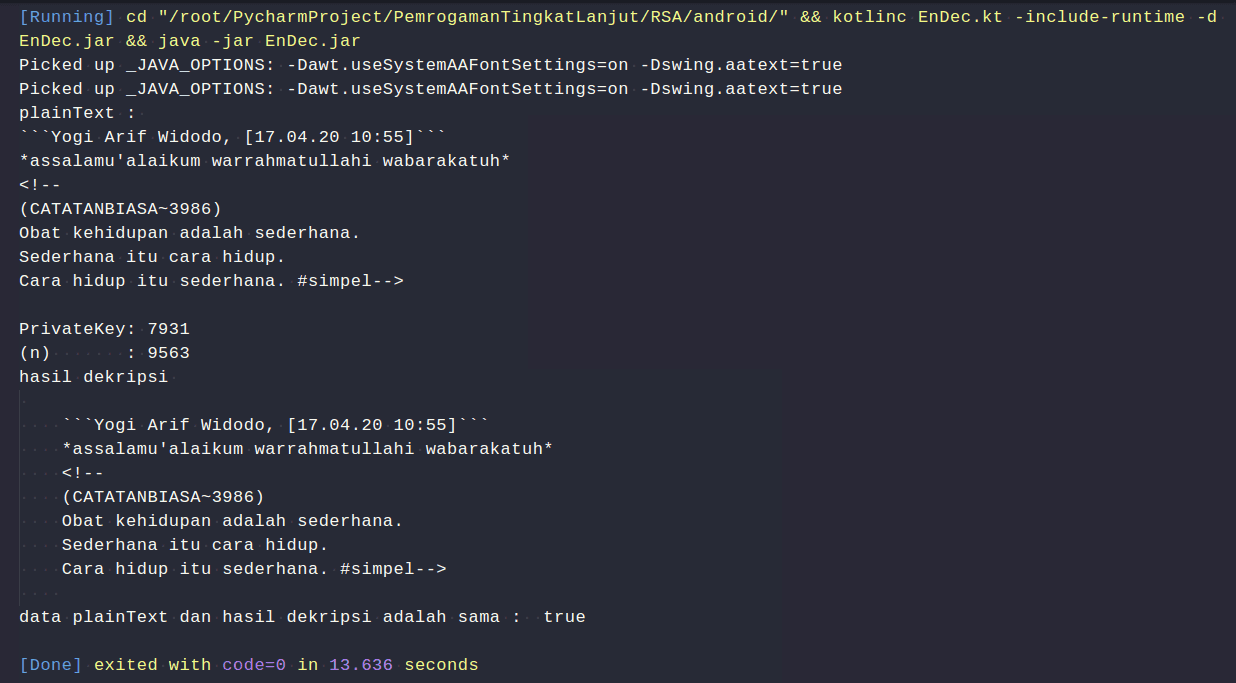 [Running] cd "/root/PycharmProject/PemrogamanTingkatLanjut/RSA/android/" && kotlinc EnDec.kt -include-runtime -d
EnDec.jar && java -jar EnDec.jar
Picked up _JAVA_OPTIONS: -Dawt.useSystemAAFontSettings=on -Dswing.aatext=true
Picked up _JAVA_OPTIONS: -Dawt.useSystemAAFontSettings=on -Dswing.aatext=true
plainText :
```Yogi Arif Widodo, [17.04.20 10:55]```
*assalamu'alaikum warrahmatullahi wabarakatuh*
<!--
(CATATANBIASA~3986)
Obat kehidupan adalah sederhana.
Sederhana itu cara hidup.
Cara hidup itu sederhana. #simpel-->

PrivateKey: 7931
(n)       : 9563
hasil dekripsi

    ```Yogi Arif Widodo, [17.04.20 10:55]```
    *assalamu'alaikum warrahmatullahi wabarakatuh*
    <!--
    (CATATANBIASA~3986)
    Obat kehidupan adalah sederhana.
    Sederhana itu cara hidup.
    Cara hidup itu sederhana. #simpel-->

data plainText dan hasil dekripsi adalah sama :  true

[Done] exited with code=0 in 13.636 seconds